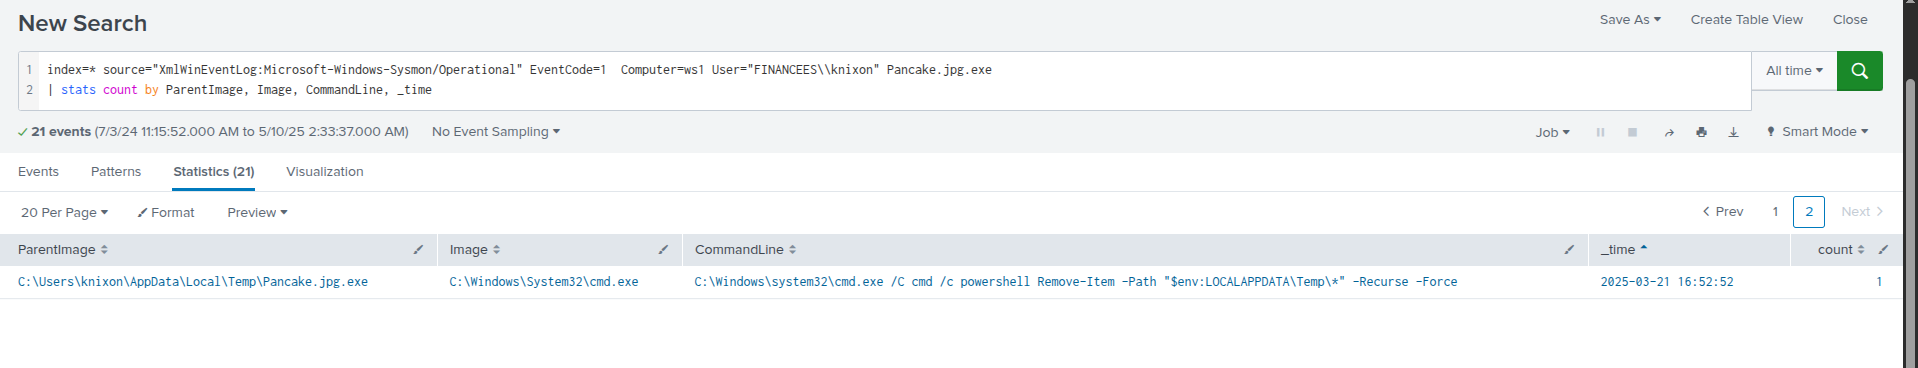 New Search
Save As Create Table View Close
1 index=* source="XmlWinEventLog:Microsoft-Windows-Sysmon/Operational" EventCode=1  Computer=ws1 User="FINANCEES\\knixon" Pancake.jpg.exe
2 | stats count by ParentImage, Image, CommandLine, _time
All time
21 events (7/3/24 11:15:52.000 AM to 5/10/25 2:33:37.000 AM) No Event Sampling Job Smart Mode
Events Patterns Statistics (21) Visualization
20 Per Page Format Preview Prev 1 2 Next
ParentImage Image CommandLine _time count
C:\Users\knixon\AppData\Local\Temp\Pancake.jpg.exe C:\Windows\System32\cmd.exe C:\Windows\system32\cmd.exe /C cmd /c powershell Remove-Item -Path "$env:LOCALAPPDATA\Temp\*" -Recurse -Force 2025-03-21 16:52:52 1